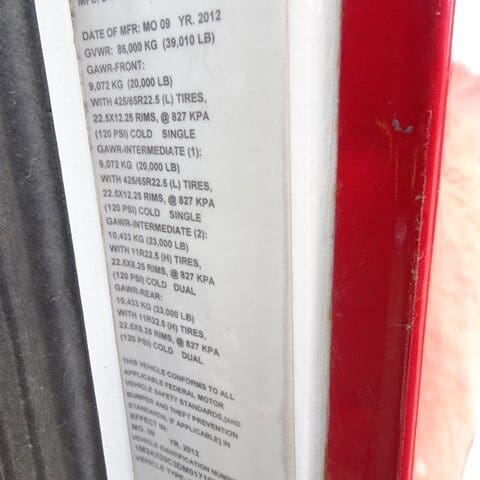 DATE OF MFR: MO 09 YR. 2012
GVWR: 86,000 KG (39,010 LB)
GAWR-FRONT:
9,072 KG (20,000 LB)
WITH 425/65R22.5 (L) TIRES,
22.5X12.25 RIMS, @ 827 KPA
(120 PSI) COLD SINGLE
GAWR-INTERMEDIATE (1):
9,072 KG (20,000 LB)
WITH 425/65R22.5 (L) TIRES,
22.5X12.25 RIMS, @ 827 KPA
(120 PSI) COLD SINGLE
GAWR-INTERMEDIATE (2):
10,433 KG (23,000 LB)
WITH 11R22.5 (H) TIRES,
22.5X8.25 RIMS, @ 827 KPA
(120 PSI) COLD DUAL
GAWR-REAR:
10,433 KG (23,000 LB)
WITH 11R22.5 (H) TIRES,
22.5X8.25 RIMS, @ 827 KPA
(120 PSI) COLD DUAL
THIS VEHICLE CONFORMS TO ALL
APPLICABLE FEDERAL MOTOR
VEHICLE SAFETY STANDARDS,[AND
BUMPER AND THEFT PREVENTION
STANDARDS, IF APPLICABLE] IN
EFFECT IN:
MO. 09 YR. 2012
VEHICLE IDENTIFICATION
VEHICLE